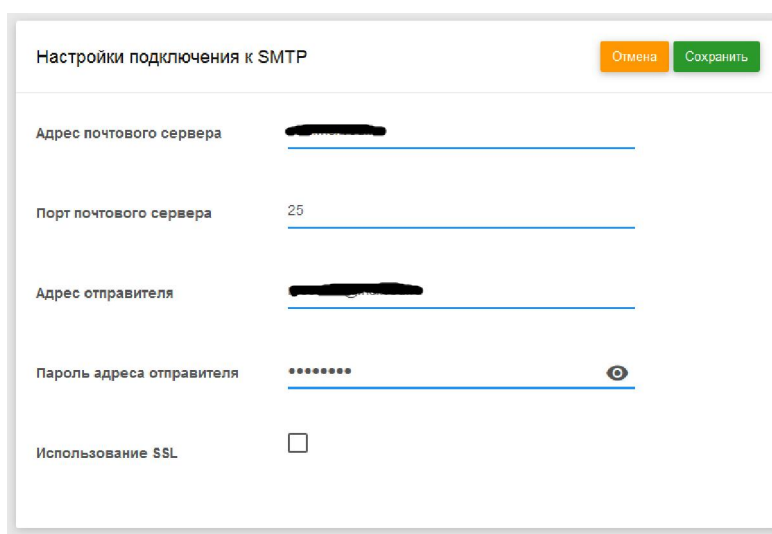 Настройки подключения к SMTP
Отмена
Сохранить
Адрес почтового сервера
Порт почтового сервера
25
Адрес отправителя
Пароль адреса отправителя
••••••••
Использование SSL